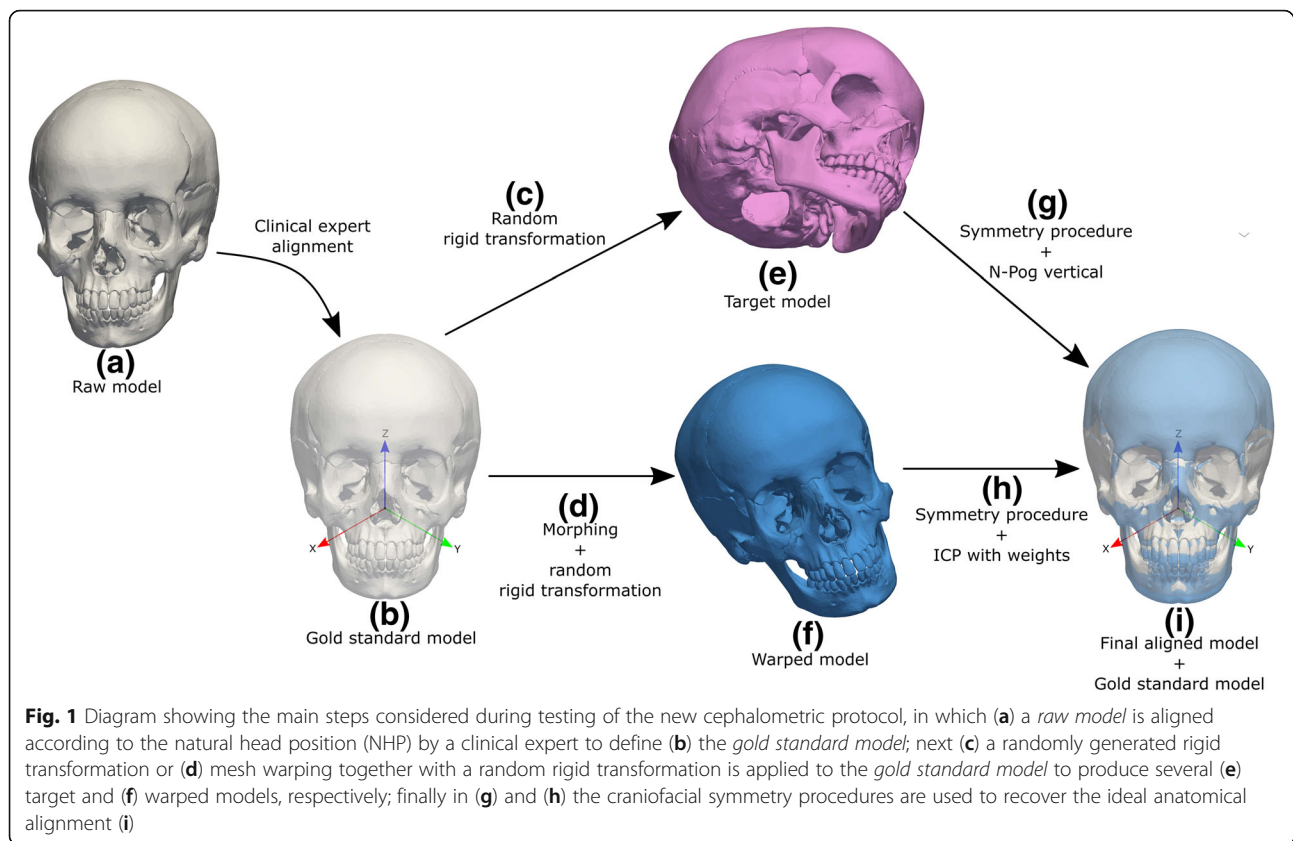 (c)
Random
rigid transformation
(g)
Symmetry procedure
+
N-Pog vertical
Clinical expert
alignment
(e)
Target model
(a)
Raw model
Z
X
Y
(b)
Gold standard model
(d)
Morphing
+
random
rigid transformation
(f)
Warped model
(h)
Symmetry procedure
+
ICP with weights
Z
X
Y
(i)
Final aligned model
+
Gold standard model
Fig. 1 Diagram showing the main steps considered during testing of the new cephalometric protocol, in which (a) a raw model is aligned
according to the natural head position (NHP) by a clinical expert to define (b) the gold standard model; next (c) a randomly generated rigid
transformation or (d) mesh warping together with a random rigid transformation is applied to the gold standard model to produce several (e)
target and (f) warped models, respectively; finally in (g) and (h) the craniofacial symmetry procedures are used to recover the ideal anatomical
alignment (i)